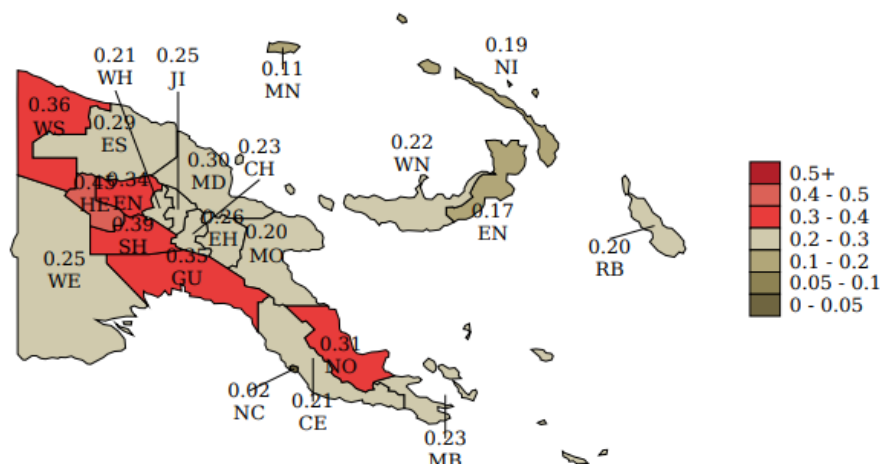 0.19
NI
0.21
WH
0.25
JI
0.11
MN
0.36
WS
0.29
ES
0.23
CH
0.22
WN
0.30
MD
0.45
HE
0.34
EN
0.26
EH
0.17
EN
0.39
SH
0.20
MO
0.25
WE
0.35
GU
0.20
RB
0.31
NO
0.02
NC
0.21
CE
0.23
MB
0.5+
0.4 - 0.5
0.3 - 0.4
0.2 - 0.3
0.1 - 0.2
0.05 - 0.1
0 - 0.05